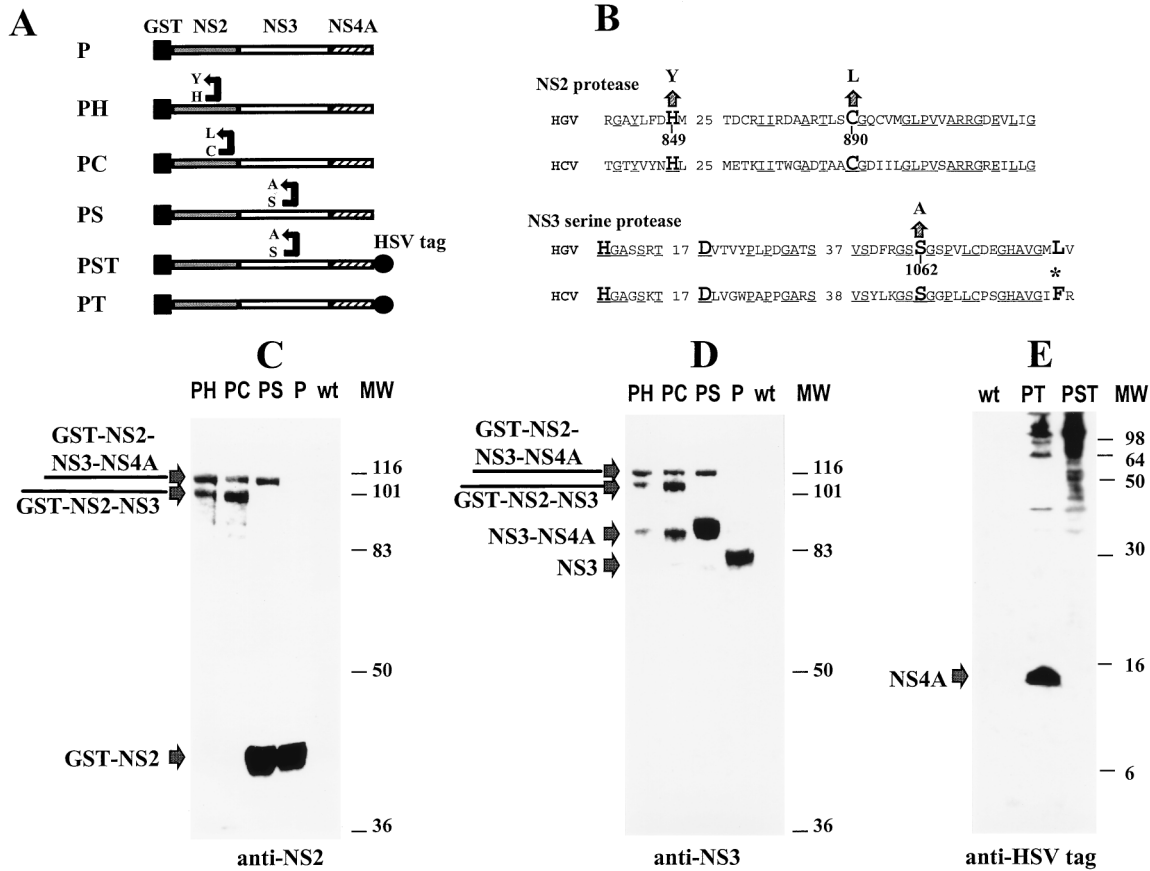 A
GST NS2 NS3 NS4A
P
Y
H
PH
L
C
PC
A
S
PS
A
S
HSV tag
PST
PT
B
Y L
NS2 protease
HGV RGAYLFDHM 25 TDCRIIRDAARTLSCGQCVMGLPVVARRGDEVLIG
849 890
HCV TGTYVYNHL 25 METKIITWGADTAACGDIILGLPVSARRGREILLG
A
NS3 serine protease
HGV HGASSRT 17 DVTVYPLPDGATS 37 VSDFRGSSGSPVLCDEGHAVGMLV
1062 *
HCV HGAGSKT 17 DLVGWPAPPGARS 38 VSYLKGSSGGPLLCPSGHAVGIFR
C
PH PC PS P wt MW
GST-NS2-
NS3-NS4A
GST-NS2-NS3
GST-NS2
116
101
83
50
36
anti-NS2
D
PH PC PS P wt MW
GST-NS2-
NS3-NS4A
GST-NS2-NS3
NS3-NS4A
NS3
116
101
83
50
36
anti-NS3
E
wt PT PST MW
NS4A
98
64
50
30
16
6
anti-HSV tag